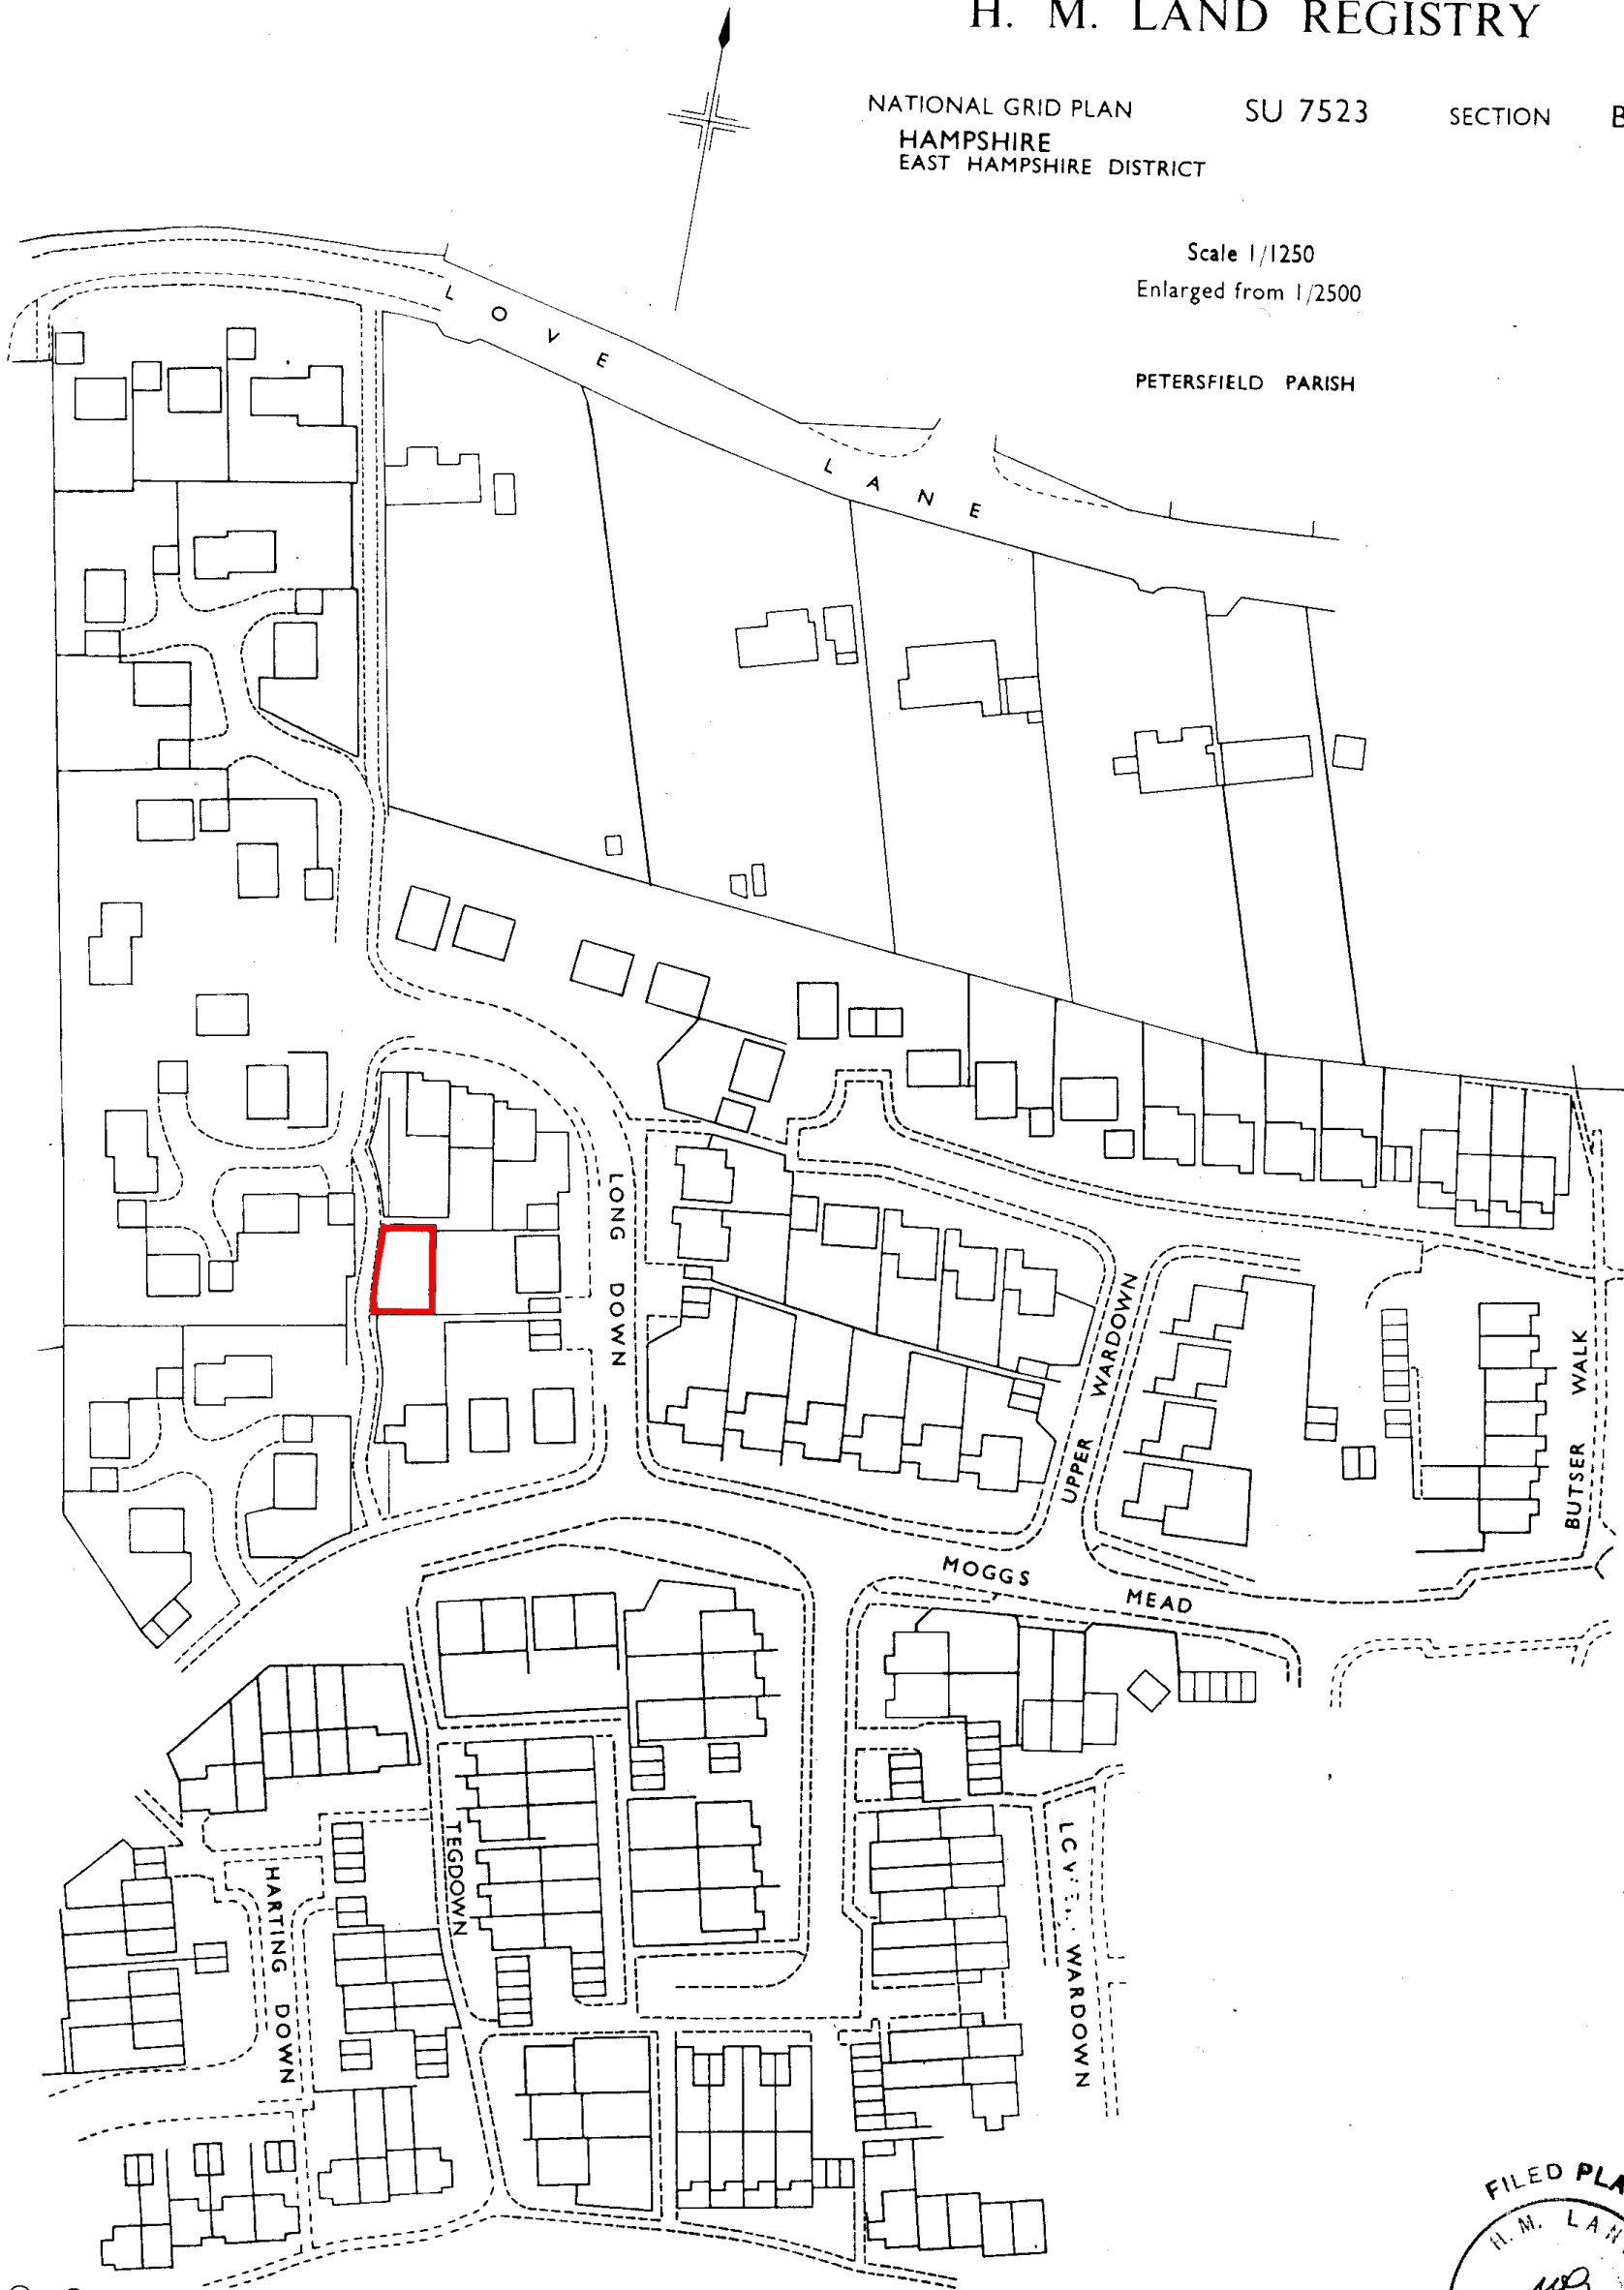 H. M. LAND REGISTRY
NATIONAL GRID PLAN SU 7523 SECTION B
HAMPSHIRE
EAST HAMPSHIRE DISTRICT
Scale 1/1250
Enlarged from 1/2500
PETERSFIELD PARISH
LOVE LANE
LONG DOWN
UPPER WARDOWN
BUTSER WALK
MOGGS MEAD
TEGDOWN
HARTING DOWN
WARDOWN
FILED PLA
H. M. LAN